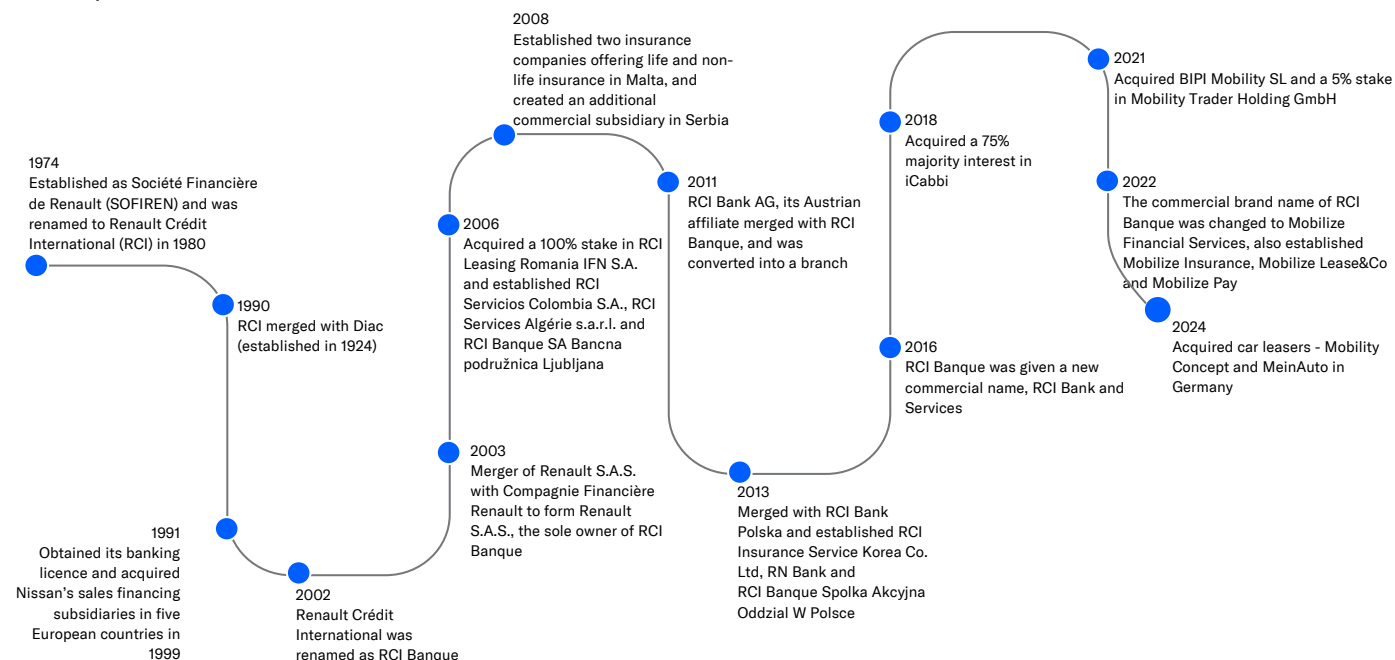 1974
Established as Société Financière
de Renault (SOFIREN) and was
renamed to Renault Crédit
International (RCI) in 1980
1990
RCI merged with Diac
(established in 1924)
1991
Obtained its banking
licence and acquired
Nissan's sales financing
subsidiaries in five
European countries in
1999
2002
Renault Crédit
International was
renamed as RCI Banque
2003
Merger of Renault S.A.S.
with Compagnie Financière
Renault to form Renault
S.A.S., the sole owner of RCI
Banque
2006
Acquired a 100% stake in RCI
Leasing Romania IFN S.A.
and established RCI
Servicios Colombia S.A., RCI
Services Algérie s.a.r.l. and
RCI Banque SA Bancna
podružnica Ljubljana
2008
Established two insurance
companies offering life and non-
life insurance in Malta, and
created an additional
commercial subsidiary in Serbia
2011
RCI Bank AG, its Austrian
affiliate merged with RCI
Banque, and was
converted into a branch
2013
Merged with RCI Bank
Polska and established RCI
Insurance Service Korea Co.
Ltd, RN Bank and
RCI Banque Spolka Akcyjna
Oddzial W Polsce
2016
RCI Banque was given a new
commercial name, RCI Bank and
Services
2018
Acquired a 75%
majority interest in
iCabbi
2021
Acquired BIPI Mobility SL and a 5% stake
in Mobility Trader Holding GmbH
2022
The commercial brand name of RCI
Banque was changed to Mobilize
Financial Services, also established
Mobilize Insurance, Mobilize Lease&Co
and Mobilize Pay
2024
Acquired car leasers - Mobility
Concept and MeinAuto in
Germany